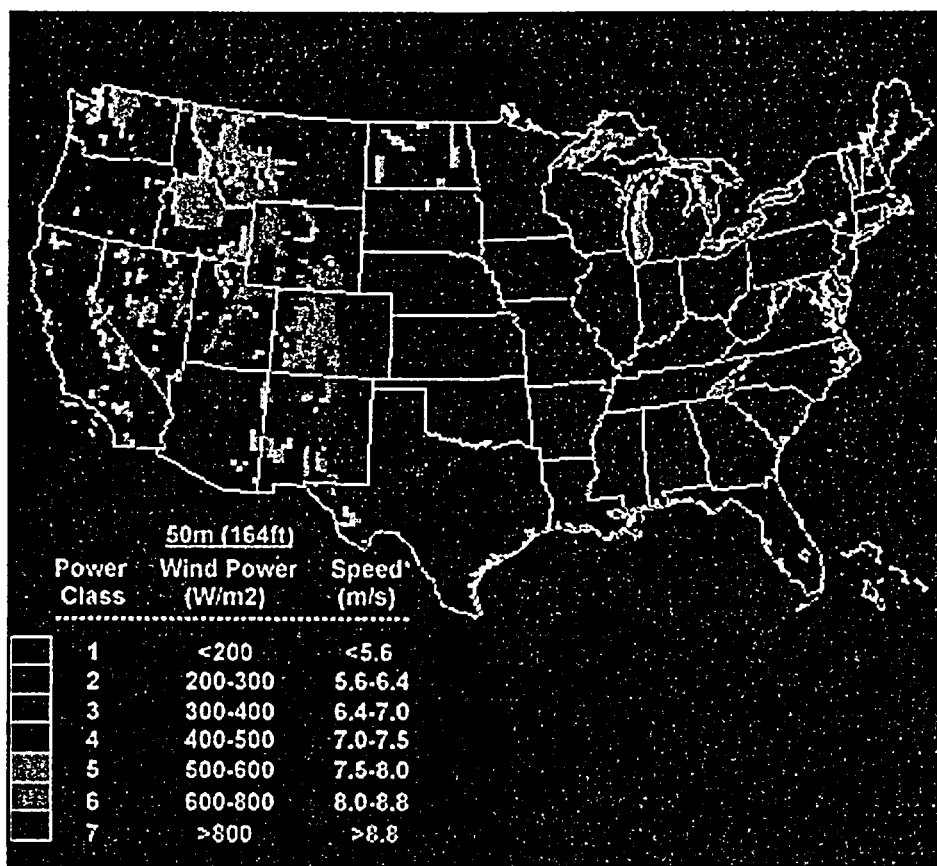 50m (164ft)
Power Wind Power Speed*
Class (W/m2) (m/s)
1 <200 <5.6
2 200-300 5.6-6.4
3 300-400 6.4-7.0
4 400-500 7.0-7.5
5 500-600 7.5-8.0
6 600-800 8.0-8.8
7 >800 >8.8